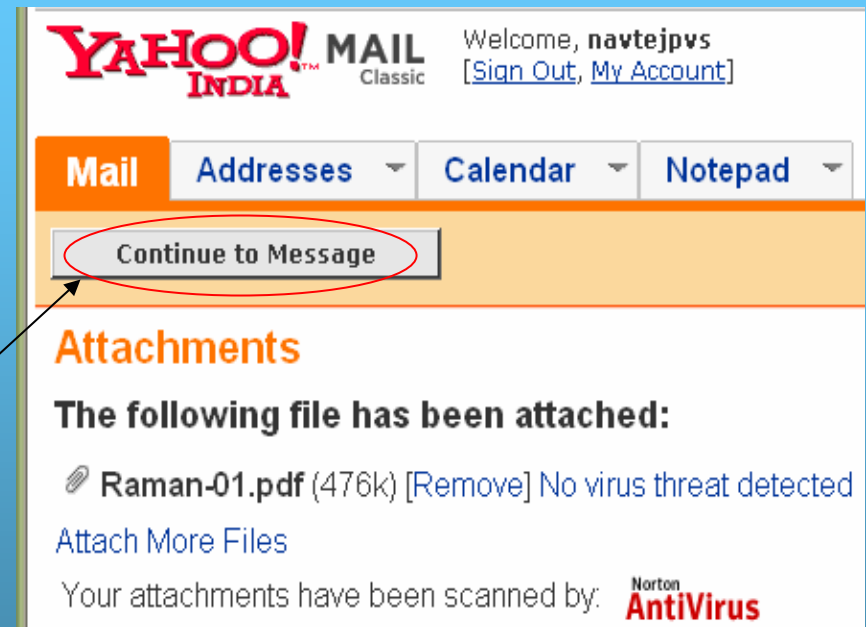 YAHOO!™ MAIL
INDIA Classic
Welcome, navtejpvs
[Sign Out, My Account]
Mail Addresses Calendar Notepad
Continue to Message
Attachments
The following file has been attached:
Raman-01.pdf (476k) [Remove] No virus threat detected
Attach More Files
Your attachments have been scanned by: Norton AntiVirus